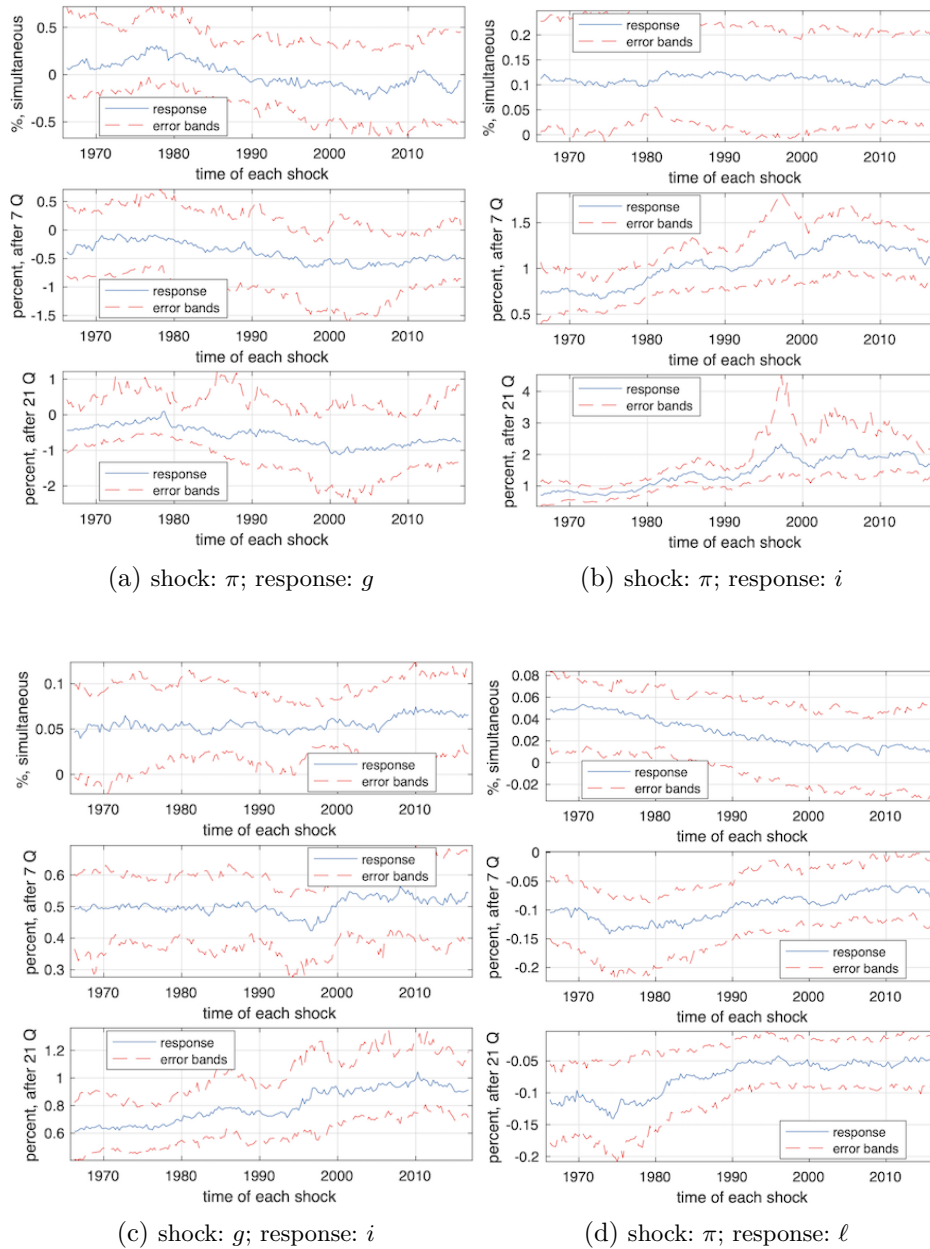 %, simultaneous
0.5
0
-0.5
response
error bands
1970 1980 1990 2000 2010
time of each shock
percent, after 7 Q
0.5
0
-0.5
-1
-1.5
response
error bands
1970 1980 1990 2000 2010
time of each shock
percent, after 21 Q
1
0
-1
-2
response
error bands
1970 1980 1990 2000 2010
time of each shock
(a) shock: π; response: g
%, simultaneous
0.2
0.15
0.1
0.05
0
response
error bands
1970 1980 1990 2000 2010
time of each shock
percent, after 7 Q
1.5
1
0.5
response
error bands
1970 1980 1990 2000 2010
time of each shock
percent, after 21 Q
4
3
2
1
response
error bands
1970 1980 1990 2000 2010
time of each shock
(b) shock: π; response: i
%, simultaneous
0.1
0.05
0
response
error bands
1970 1980 1990 2000 2010
time of each shock
percent, after 7 Q
0.6
0.5
0.4
0.3
response
error bands
1970 1980 1990 2000 2010
time of each shock
percent, after 21 Q
1.2
1
0.8
0.6
response
error bands
1970 1980 1990 2000 2010
time of each shock
(c) shock: g; response: i
%, simultaneous
0.08
0.06
0.04
0.02
0
-0.02
response
error bands
1970 1980 1990 2000 2010
time of each shock
percent, after 7 Q
0
-0.05
-0.1
-0.15
-0.2
response
error bands
1970 1980 1990 2000 2010
time of each shock
percent, after 21 Q
-0.05
-0.1
-0.15
-0.2
response
error bands
1970 1980 1990 2000 2010
time of each shock
(d) shock: π; response: ℓ